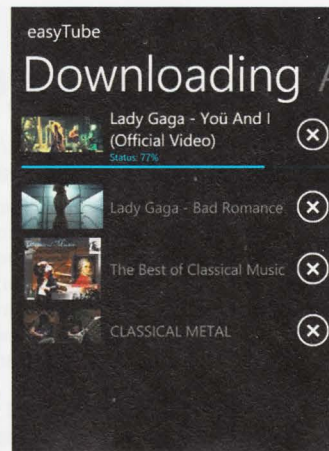 easyTube
Downloading
Lady Gaga - Yoü And I
(Official Video)
Status: 77%
Lady Gaga - Bad Romance
The Best of Classical Music
CLASSICAL METAL